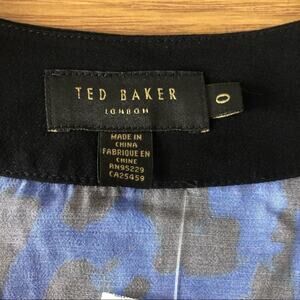 TED BAKER
LONDON
0
MADE IN
CHINA
FABRIQUE EN
CHINE
RN95229
CA25459